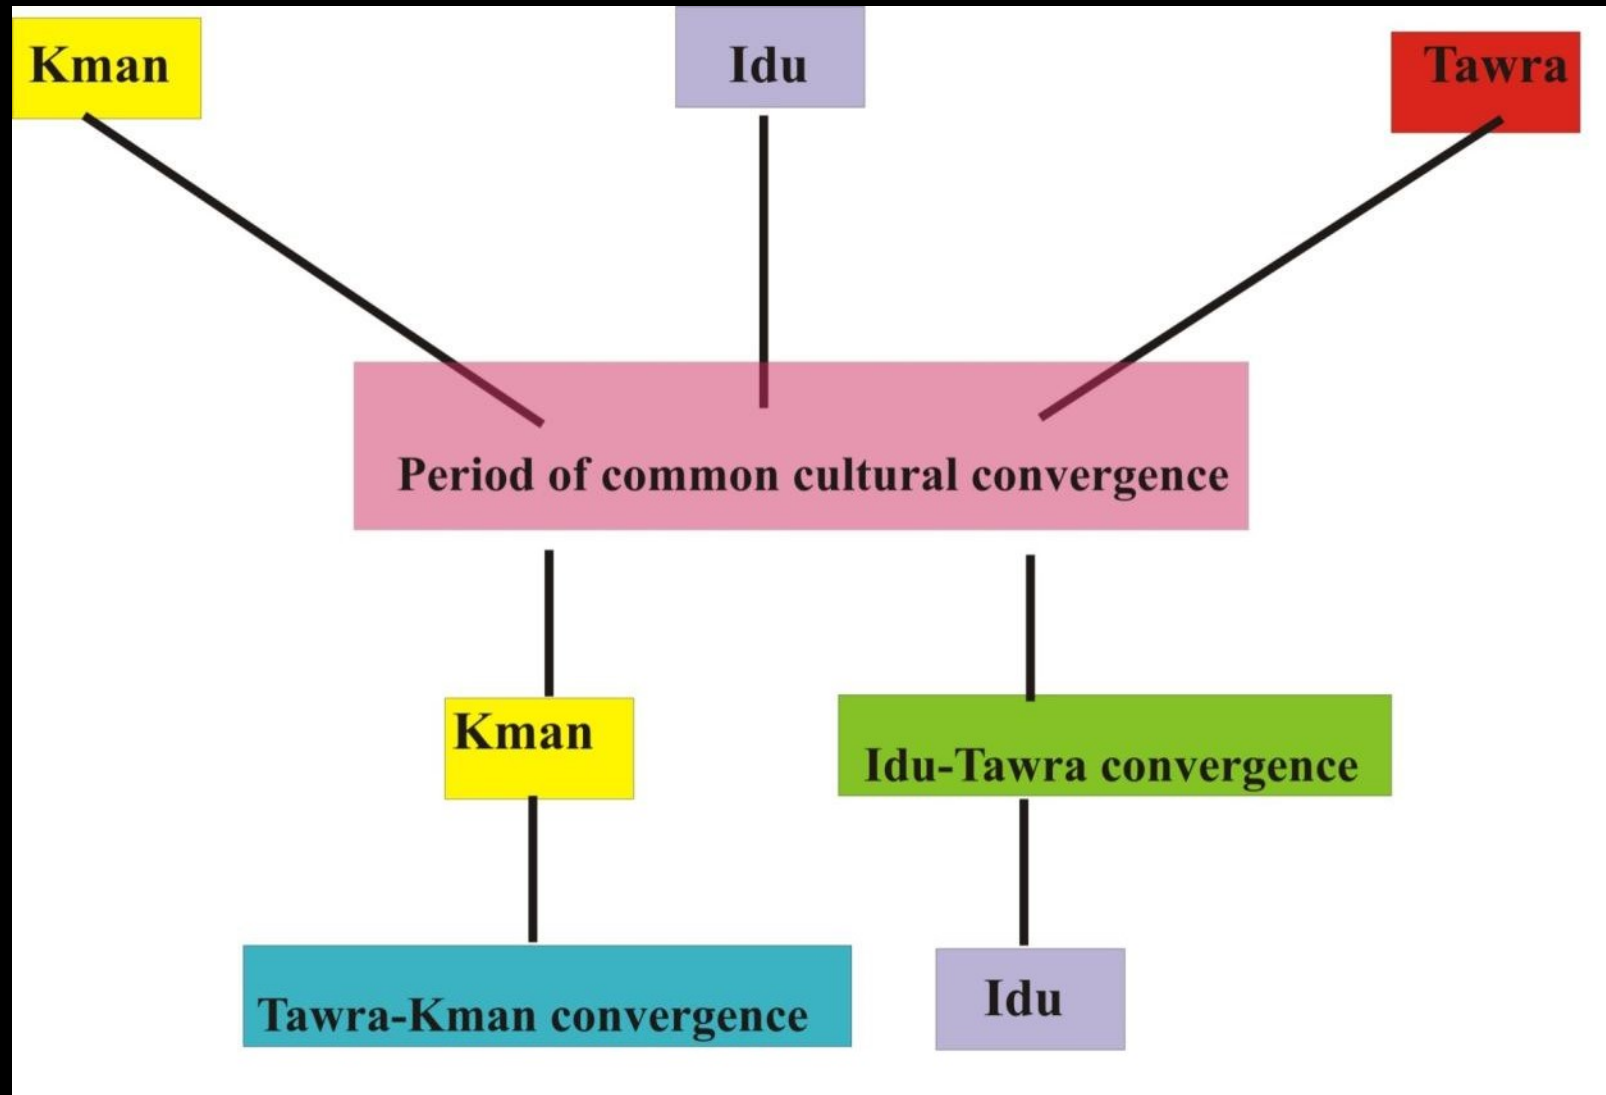 Kman
Idu
Tawra
Period of common cultural convergence
Kman
Idu-Tawra convergence
Tawra-Kman convergence
Idu